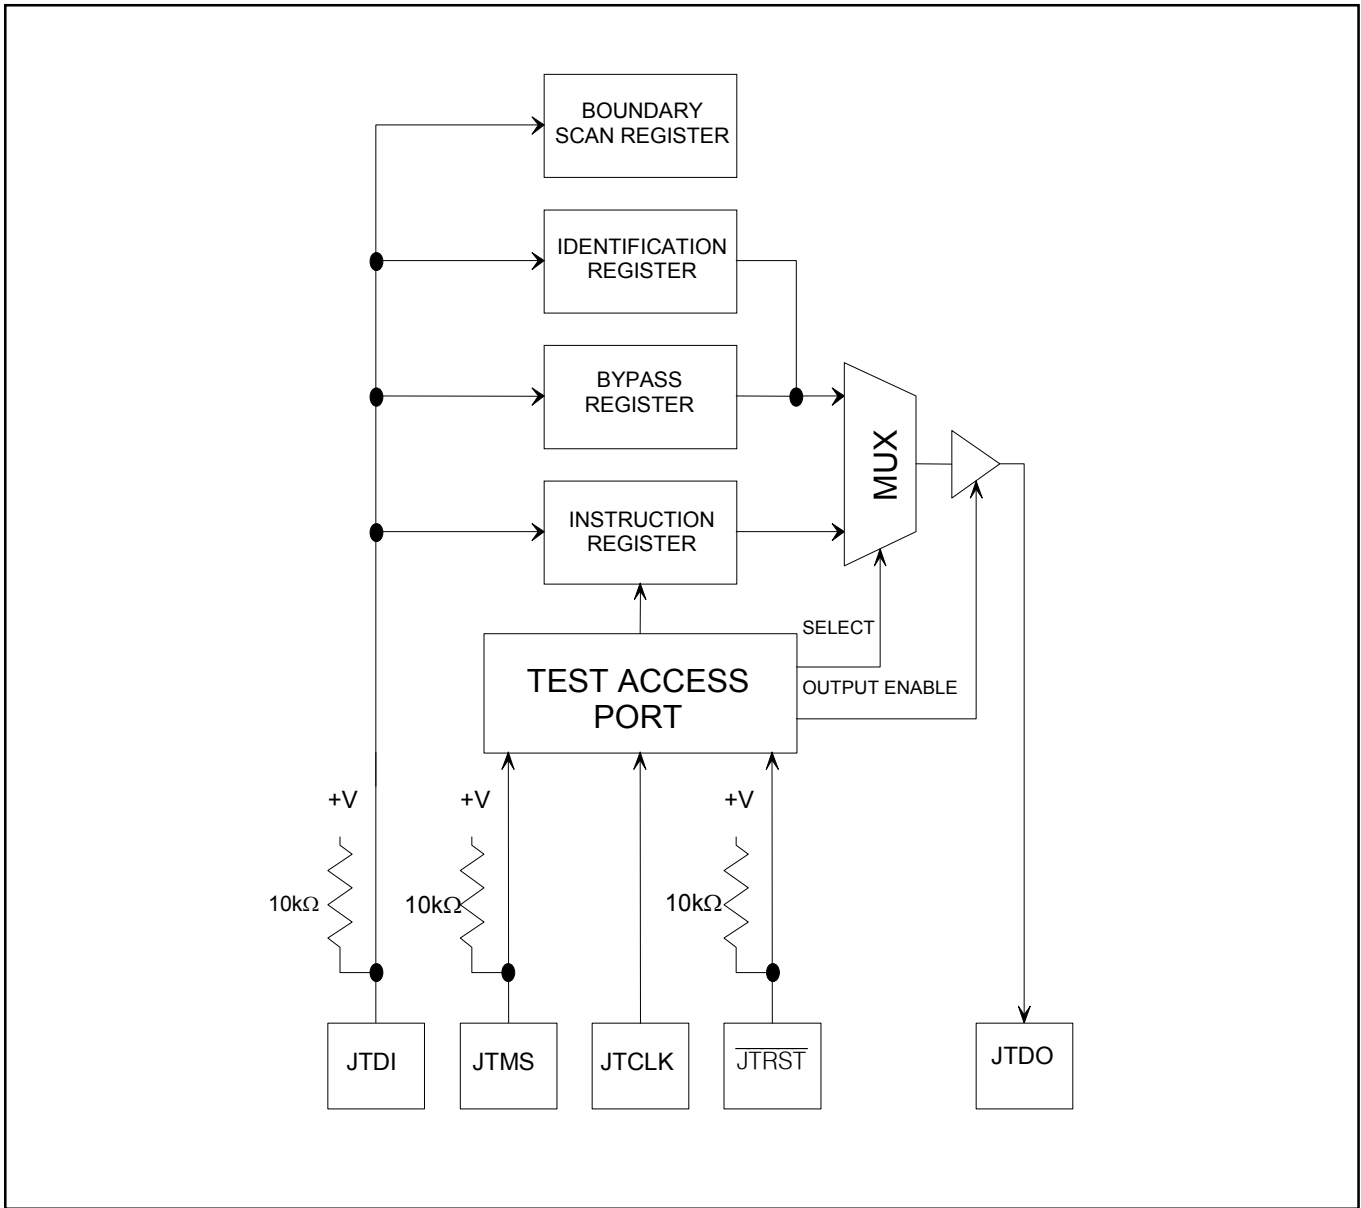 BOUNDARY
SCAN REGISTER
IDENTIFICATION
REGISTER
BYPASS
REGISTER
INSTRUCTION
REGISTER
MUX
SELECT
TEST ACCESS
PORT
OUTPUT ENABLE
+V
+V
+V
10kΩ
10kΩ
10kΩ
JTDI
JTMS
JTCLK
JTRST
JTDO